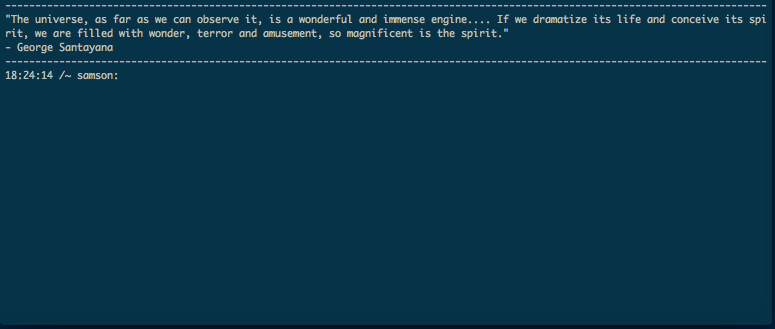 --------------------------------------------------------------------------------------------------------------------------------
"The universe, as far as we can observe it, is a wonderful and immense engine.... If we dramatize its life and conceive its spi
rit, we are filled with wonder, terror and amusement, so magnificent is the spirit."
- George Santayana
--------------------------------------------------------------------------------------------------------------------------------
18:24:14 /~ samson: